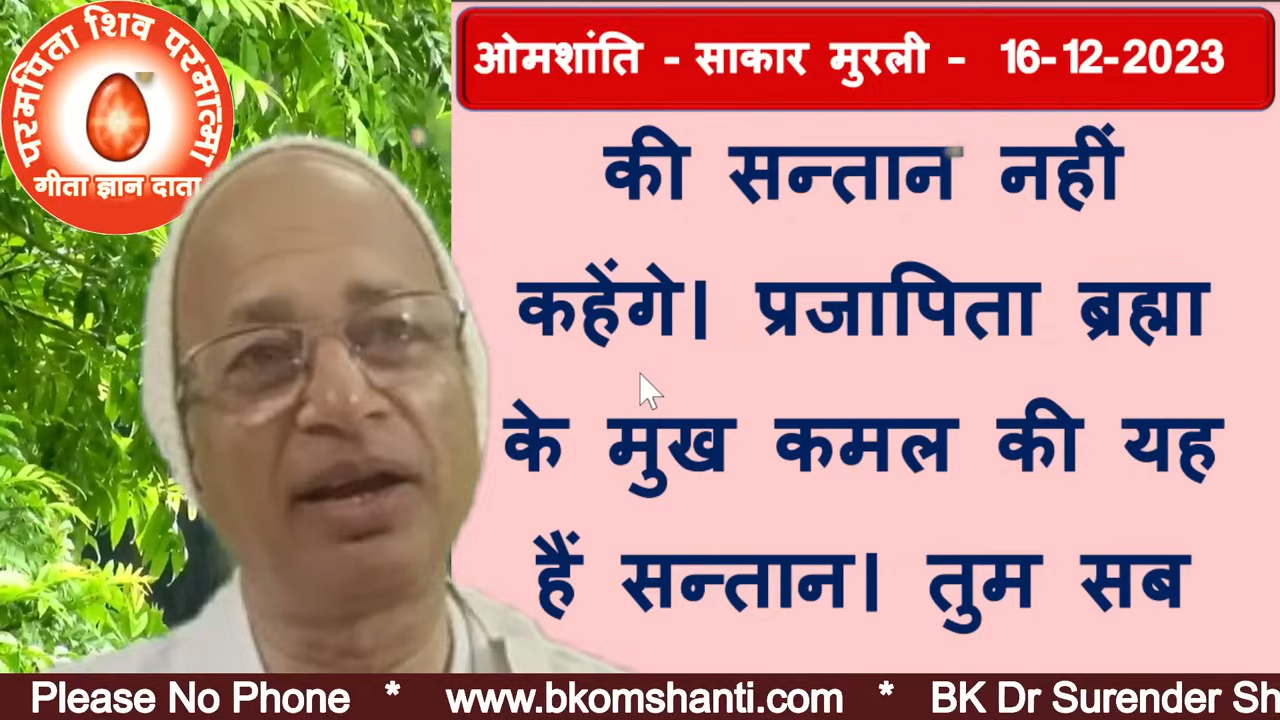 परमपिता शिव परमात्मा
गीता ज्ञान दाता
ओमशांति - साकार मुरली - 16-12-2023
की सन्तान नहीं
कहेंगे। प्रजापिता ब्रह्मा
के मुख कमल की यह
हैं सन्तान। तुम सब
Please No Phone * www.bkomshanti.com * BK Dr Surender Sh